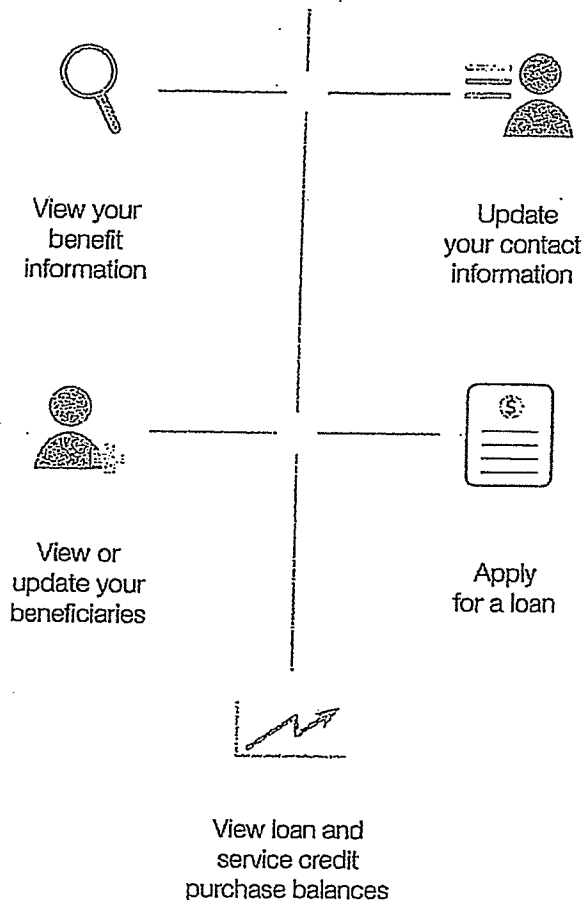 View your
benefit
information
Update
your contact
information
View or
update your
beneficiaries
$
Apply
for a loan
View loan and
service credit
purchase balances